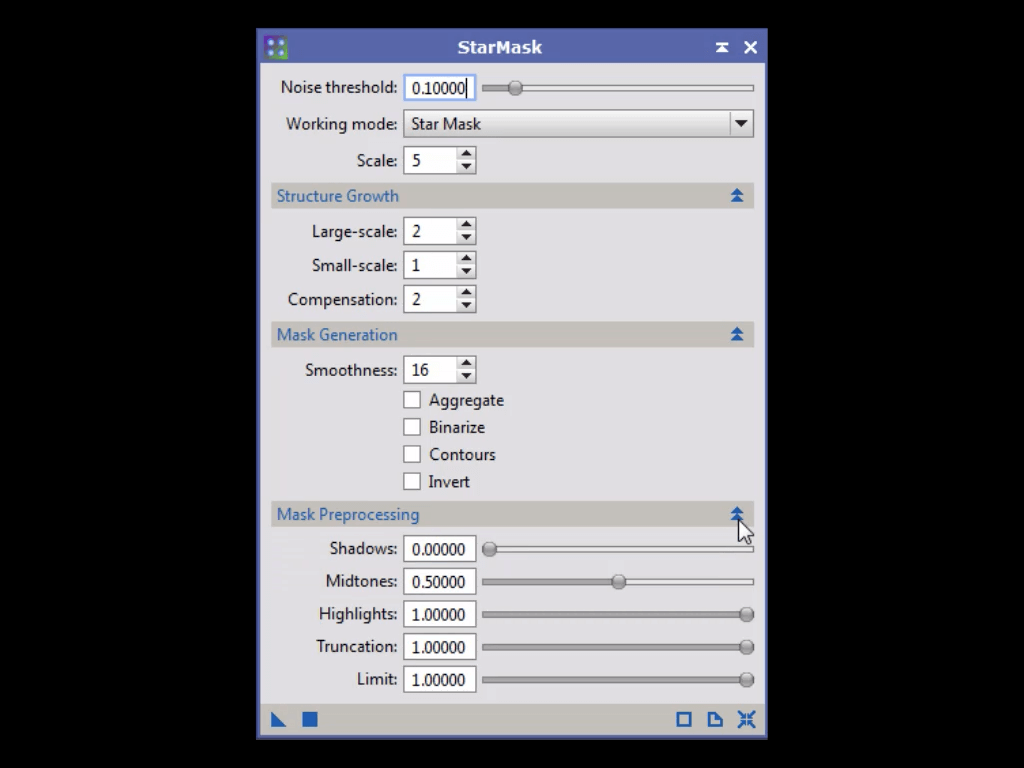 StarMask
Noise threshold: 0.10000
Working mode: Star Mask
Scale: 5
Structure Growth
Large-scale: 2
Small-scale: 1
Compensation: 2
Mask Generation
Smoothness: 16
Aggregate
Binarize
Contours
Invert
Mask Preprocessing
Shadows: 0.00000
Midtones: 0.50000
Highlights: 1.00000
Truncation: 1.00000
Limit: 1.00000